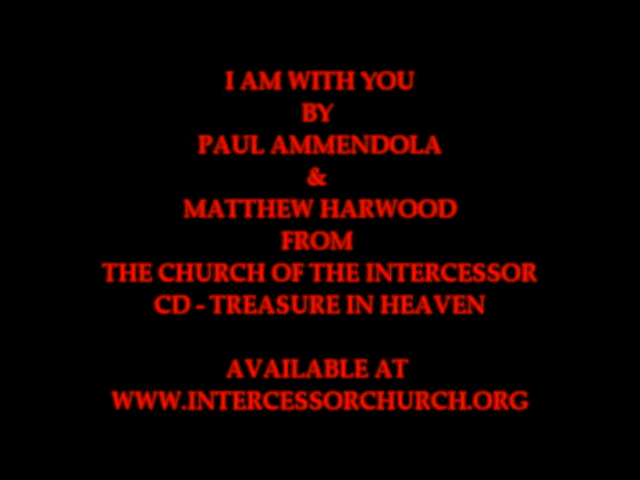 I AM WITH YOU
BY
PAUL AMMENDOLA
&
MATTHEW HARWOOD
FROM
THE CHURCH OF THE INTERCESSOR
CD - TREASURE IN HEAVEN
AVAILABLE AT
WWW.INTERCESSORCHURCH.ORG